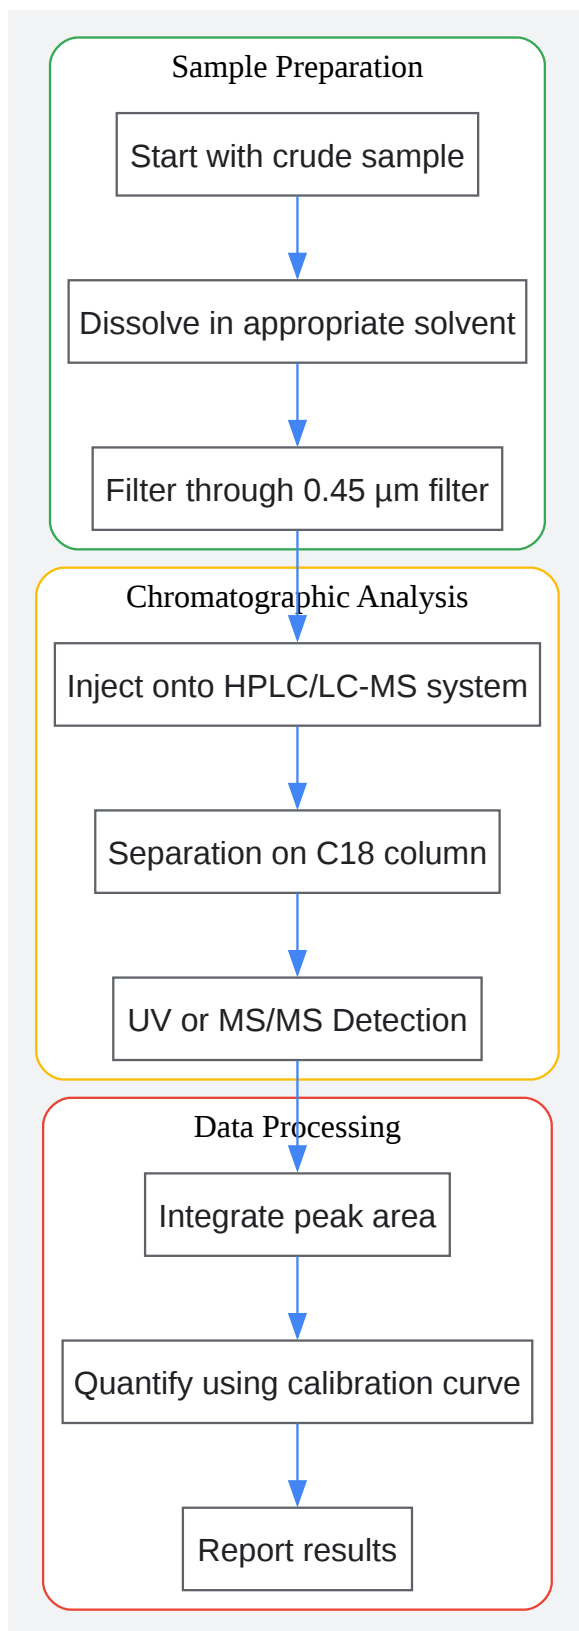 Sample Preparation
Start with crude sample
Dissolve in appropriate solvent
Filter through 0.45 µm filter
Chromatographic Analysis
Inject onto HPLC/LC-MS system
Separation on C18 column
UV or MS/MS Detection
Data Processing
Integrate peak area
Quantify using calibration curve
Report results